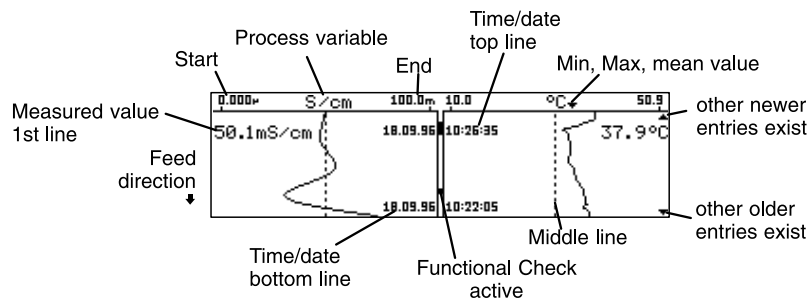 Time/date
top line
Process variable
Start
End
Min, Max, mean value
0.000µ S/cm 100.0m 10.0 °C 50.9
Measured value
1st line
50.1mS/cm 18.09.96 10:26:35 37.9°C
other newer
entries exist
Feed
direction
18.09.96 10:22:05
other older
entries exist
Time/date
bottom line
Functional Check
active
Middle line